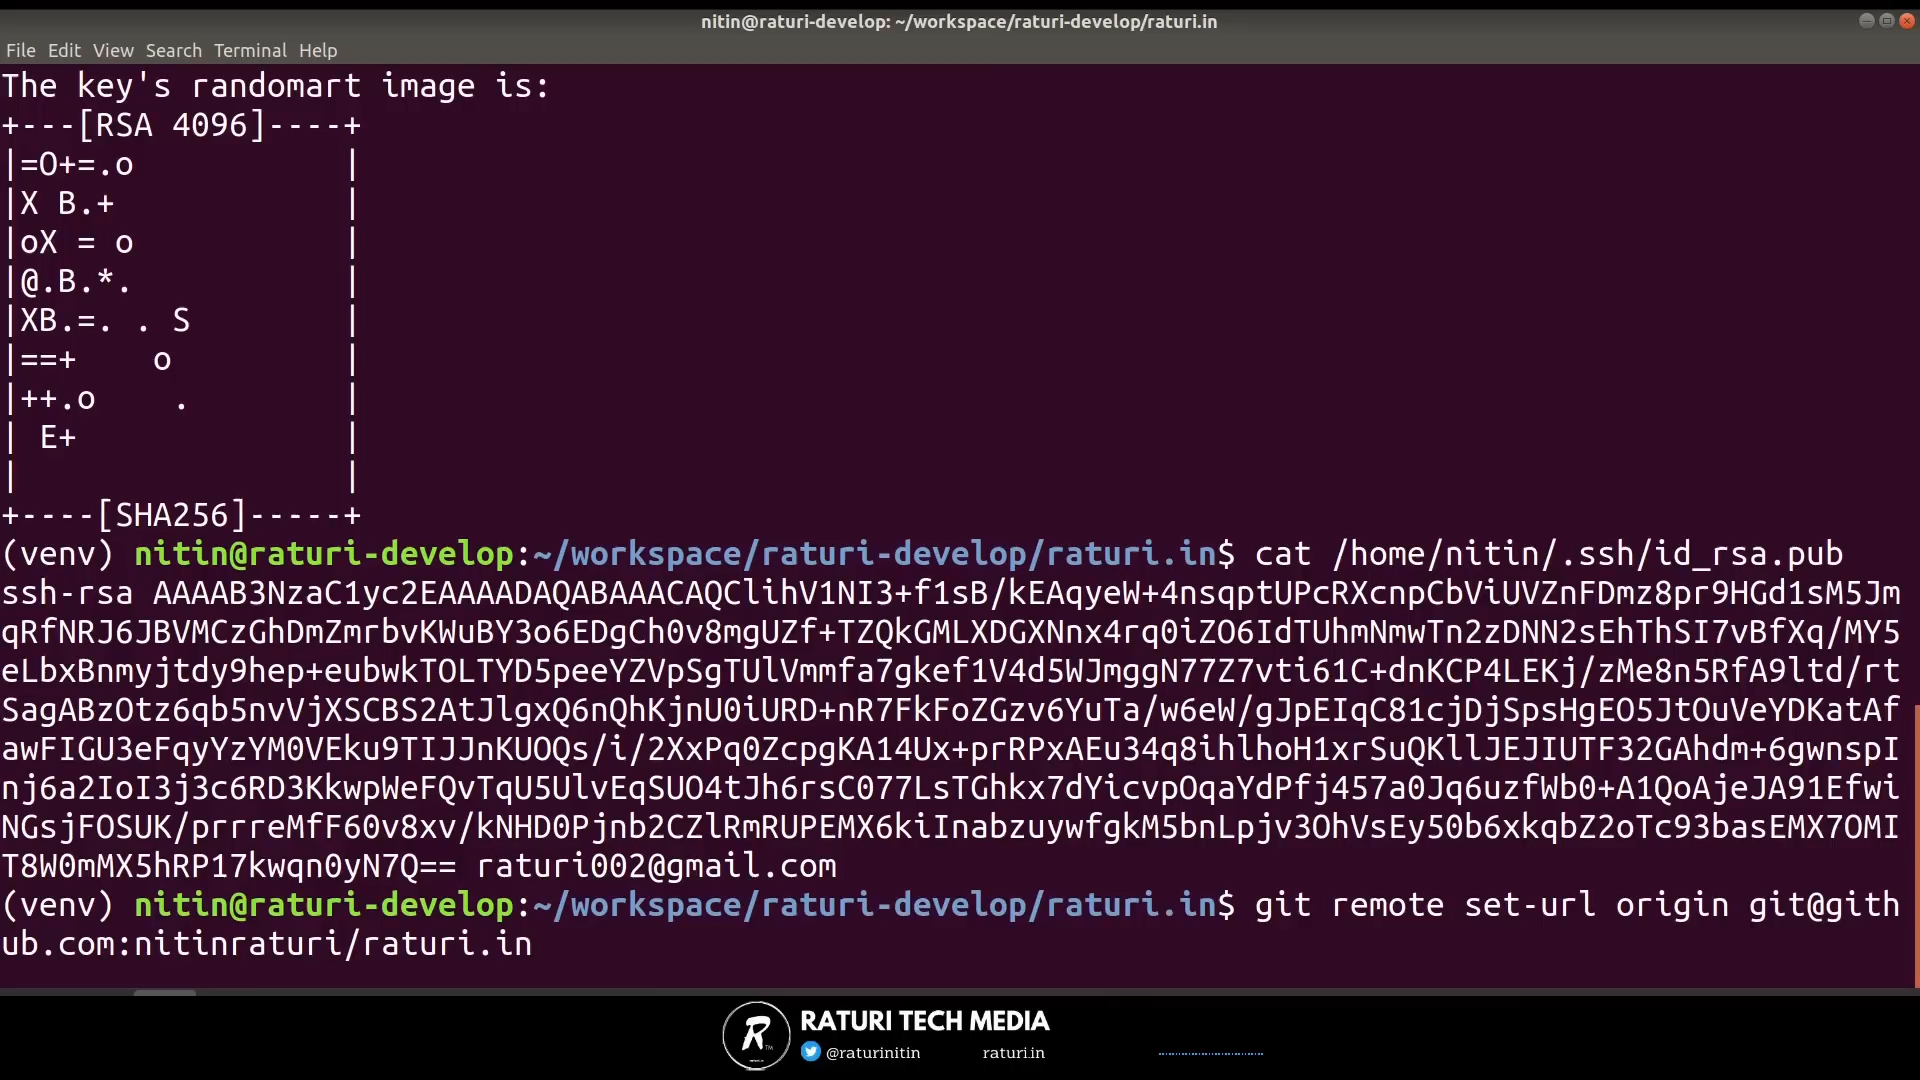 nitin@raturi-develop: ~/workspace/raturi-develop/raturi.in
File Edit View Search Terminal Help
The key's randomart image is:
+---[RSA 4096]----+
|=O+=.o           |
|X B.+            |
|oX = o           |
|@.B.*.           |
|XB.=. . S        |
|==+    o         |
|++.o    .        |
| E+              |
|                 |
+----[SHA256]-----+
(venv) nitin@raturi-develop:~/workspace/raturi-develop/raturi.in$ cat /home/nitin/.ssh/id_rsa.pub
ssh-rsa AAAAB3NzaC1yc2EAAAADAQABAAACAQClihV1NI3+f1sB/kEAqyeW+4nsqptUPcRXcnpCbViUVZnFDmz8pr9HGd1sM5Jm
qRfNRJ6JBVMCzGhDmZmrbvKWuBY3o6EDgCh0v8mgUZf+TZQkGMLXDGXNnx4rq0iZO6IdTUhmNmwTn2zDNN2sEhThSI7vBfXq/MY5
eLbxBnmyjtdy9hep+eubwkTOLTYD5peeYZVpSgTUlVmmfa7gkef1V4d5WJmggN77Z7vti61C+dnKCP4LEKj/zMe8n5RfA9ltd/rt
SagABzOtz6qb5nvVjXSCBS2AtJlgxQ6nQhKjnU0iURD+nR7FkFoZGzv6YuTa/w6eW/gJpEIqC81cjDjSpsHgEO5JtOuVeYDKatAf
awFIGU3eFqyYzYM0VEku9TIJJnKUOQs/i/2XxPq0ZcpgKA14Ux+prRPxAEu34q8ihlhoH1xrSuQKllJEJIUTF32GAhdm+6gwnspI
nj6a2IoI3j3c6RD3KkwpWeFQvTqU5UlvEqSUO4tJh6rsC077LsTGhkx7dYicvpOqaYdPfj457a0Jq6uzfWb0+A1QoAjeJA91Efwi
NGsjFOSUK/prrreMfF60v8xv/kNHD0Pjnb2CZlRmRUPEMX6kiInabzuywfgkM5bnLpjv3OhVsEy50b6xkqbZ2oTc93basEMX7OMI
T8W0mMX5hRP17kwqn0yN7Q== raturi002@gmail.com
(venv) nitin@raturi-develop:~/workspace/raturi-develop/raturi.in$ git remote set-url origin git@gith
ub.com:nitinraturi/raturi.in
RATURI TECH MEDIA
@raturinitin raturi.in